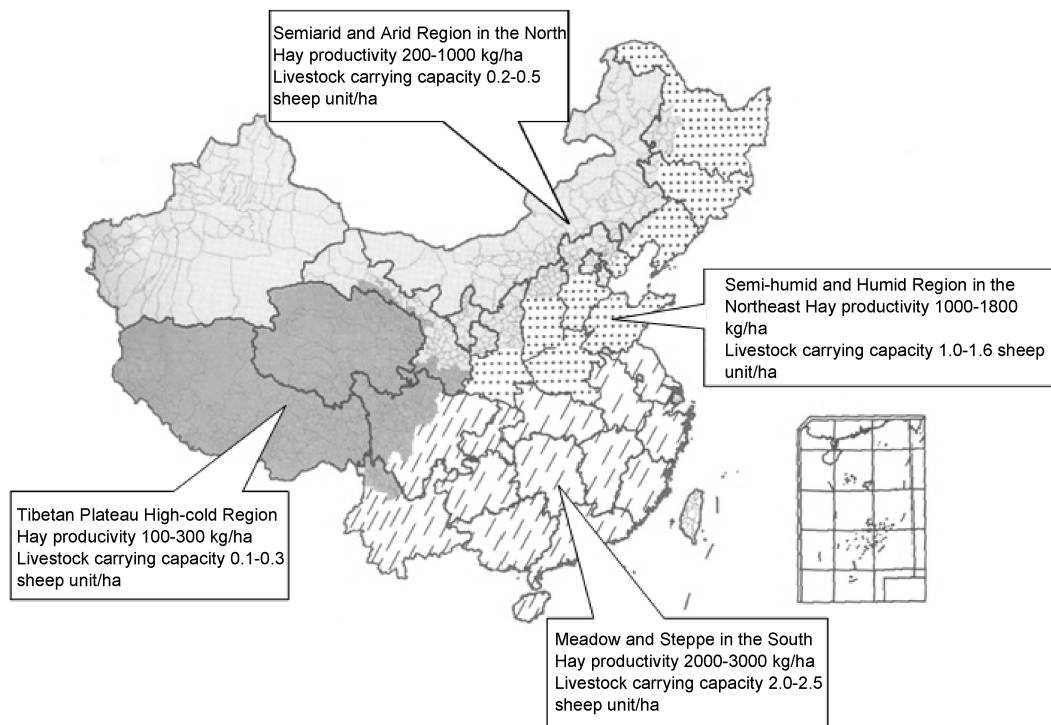 Semiarid and Arid Region in the North
Hay productivity 200-1000 kg/ha
Livestock carrying capacity 0.2-0.5
sheep unit/ha
Semi-humid and Humid Region in the
Northeast Hay productivity 1000-1800
kg/ha
Livestock carrying capacity 1.0-1.6 sheep
unit/ha
Tibetan Plateau High-cold Region
Hay producivity 100-300 kg/ha
Livestock carrying capacity 0.1-0.3
sheep unit/ha
Meadow and Steppe in the South
Hay productivity 2000-3000 kg/ha
Livestock carrying capacity 2.0-2.5
sheep unit/ha